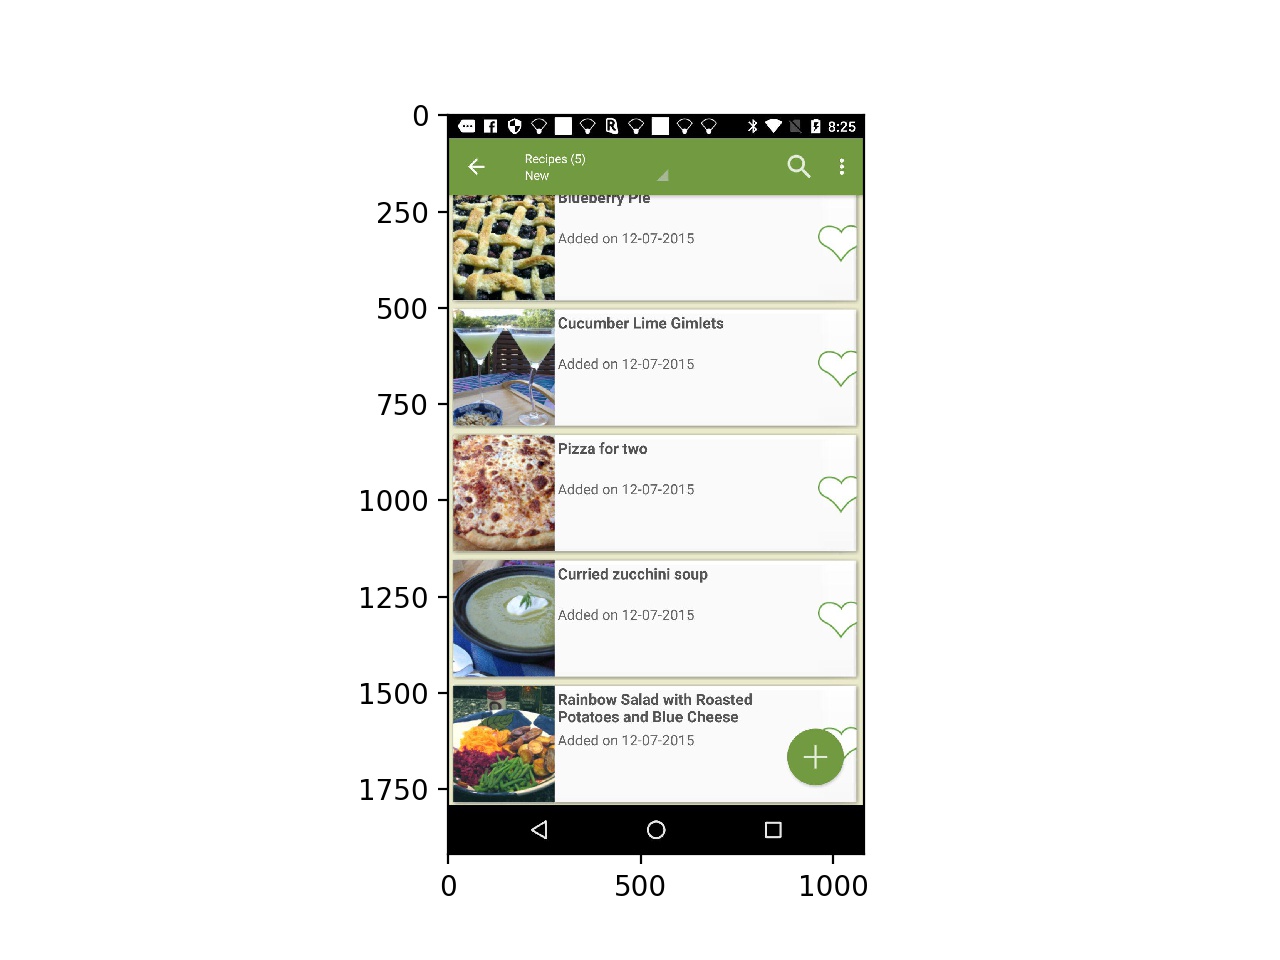 0
250
500
750
1000
1250
1500
1750
0
500
1000
8:25
Recipes (5)
New
Blueberry Pie
Added on 12-07-2015
Cucumber Lime Gimlets
Added on 12-07-2015
Pizza for two
Added on 12-07-2015
Curried zucchini soup
Added on 12-07-2015
Rainbow Salad with Roasted
Potatoes and Blue Cheese
Added on 12-07-2015